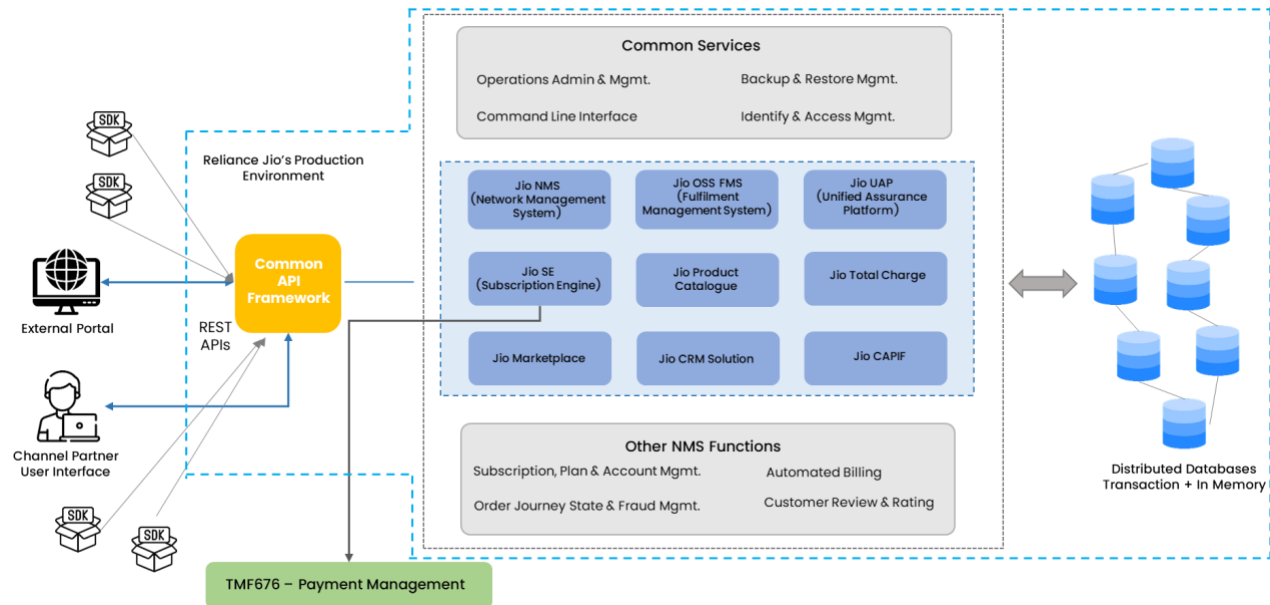 Common Services
Operations Admin & Mgmt.
Backup & Restore Mgmt.
Command Line Interface
Identify & Access Mgmt.
SDK
SDK
Reliance Jio's Production
Environment
Jio NMS
(Network Management
System)
Jio OSS FMS
(Fulfilment
Management System)
Jio UAP
(Unified Assurance
Platform)
Common
API
Framework
Jio SE
(Subscription Engine)
Jio Product
Catalogue
Jio Total Charge
External Portal
REST
APIs
Jio Marketplace
Jio CRM Solution
Jio CAPIF
Channel Partner
User Interface
Other NMS Functions
Subscription, Plan & Account Mgmt.
Automated Billing
Order Journey State & Fraud Mgmt.
Customer Review & Rating
Distributed Databases
Transaction + In Memory
SDK
SDK
TMF676 – Payment Management